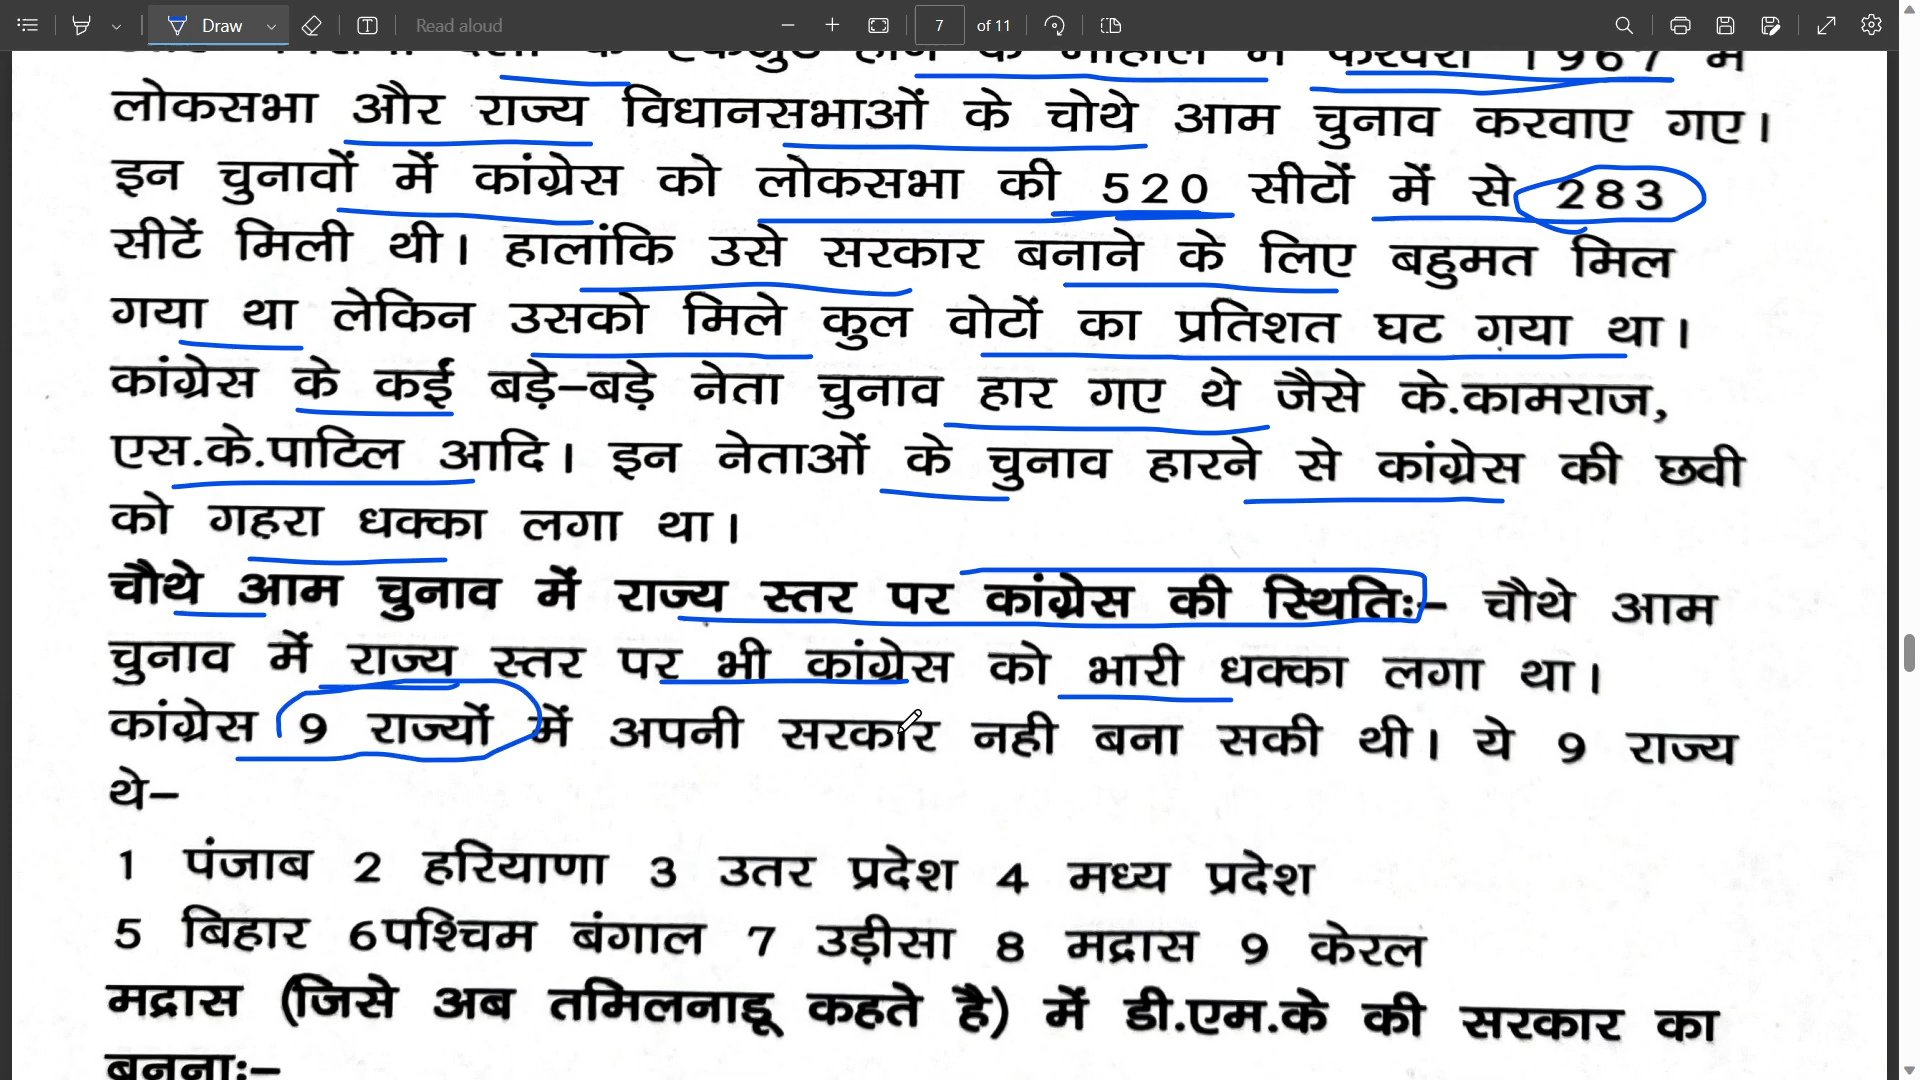 Draw
Read aloud
7 of 11
के माहौल में फरवरी 1967 में
लोकसभा और राज्य विधानसभाओं के चोथे आम चुनाव करवाए गए।
इन चुनावों में कांग्रेस को लोकसभा की 520 सीटों में से 283
सीटें मिली थी। हालांकि उसे सरकार बनाने के लिए बहुमत मिल
गया था लेकिन उसको मिले कुल वोटों का प्रतिशत घट गया था।
कांग्रेस के कईं बड़े–बड़े नेता चुनाव हार गए थे जैसे के.कामराज,
एस.के.पाटिल आदि। इन नेताओं के चुनाव हारने से कांग्रेस की छवी
को गहरा धक्का लगा था।
चौथे आम चुनाव में राज्य स्तर पर कांग्रेस की स्थितिः– चौथे आम
चुनाव में राज्य स्तर पर भी कांग्रेस को भारी धक्का लगा था।
कांग्रेस 9 राज्यों में अपनी सरकार नही बना सकी थी। ये 9 राज्य
थे–
1 पंजाब 2 हरियाणा 3 उतर प्रदेश 4 मध्य प्रदेश
5 बिहार 6पश्चिम बंगाल 7 उड़ीसा 8 मद्रास 9 केरल
मद्रास (जिसे अब तमिलनाडू कहते है) में डी.एम.के की सरकार का
बननाः–